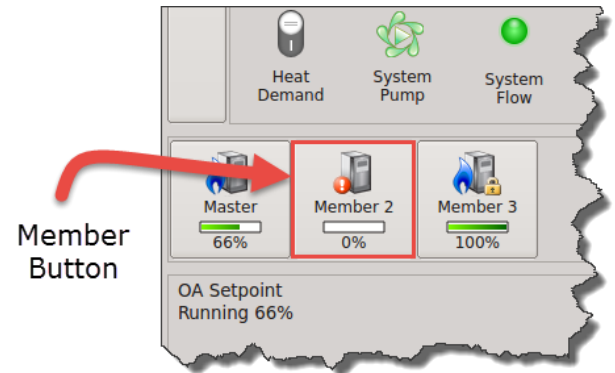 Heat
Demand
System
Pump
System
Flow
Master
66%
Member 2
0%
Member 3
100%
Member
Button
OA Setpoint
Running 66%